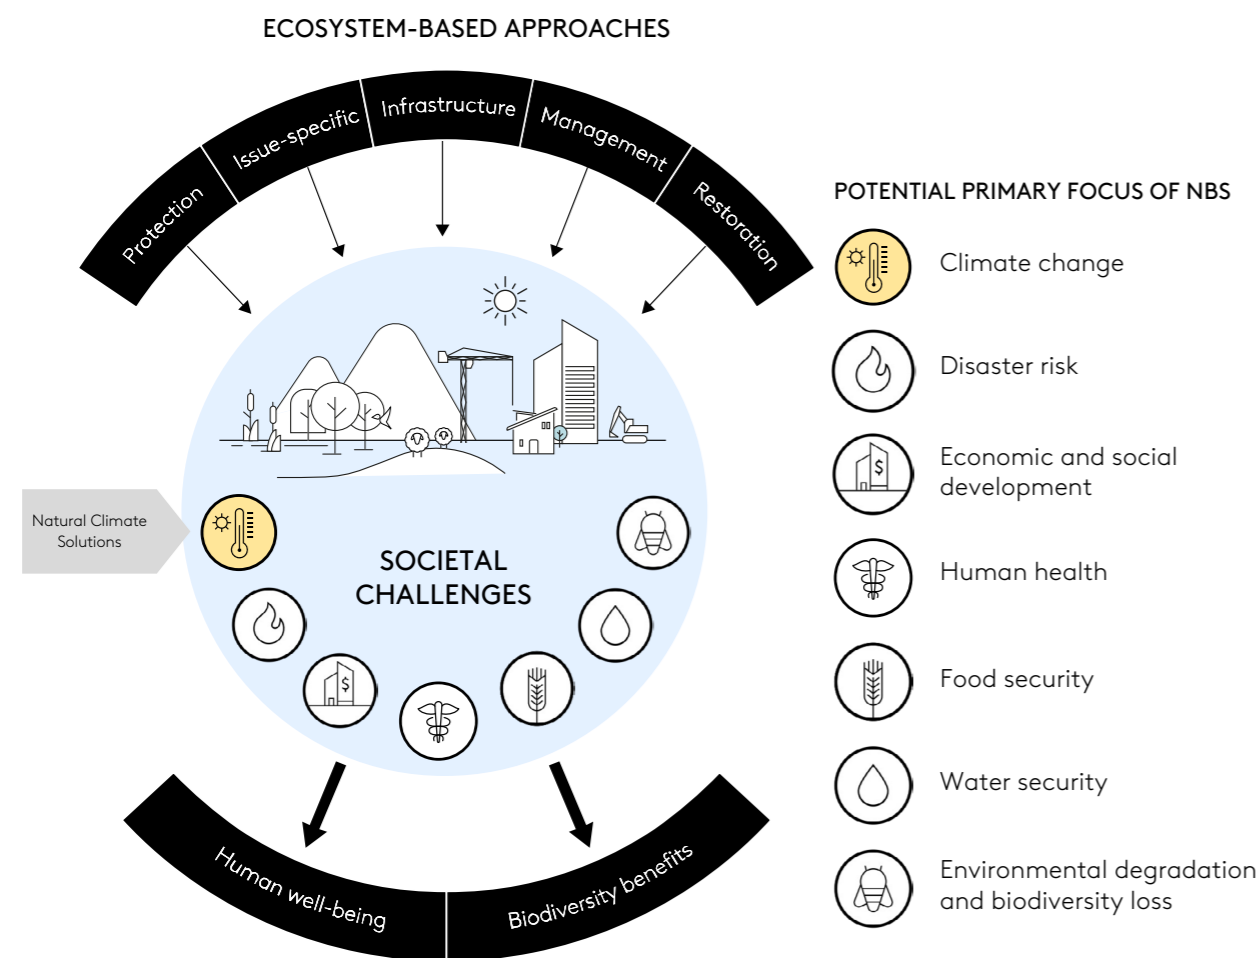 ECOSYSTEM-BASED APPROACHES
Protection
Issue-specific
Infrastructure
Management
Restoration
Natural Climate
Solutions
$
SOCIETAL
CHALLENGES
Human well-being
Biodiversity benefits
POTENTIAL PRIMARY FOCUS OF NBS
Climate change
Disaster risk
$
Economic and social
development
Human health
Food security
Water security
Environmental degradation
and biodiversity loss